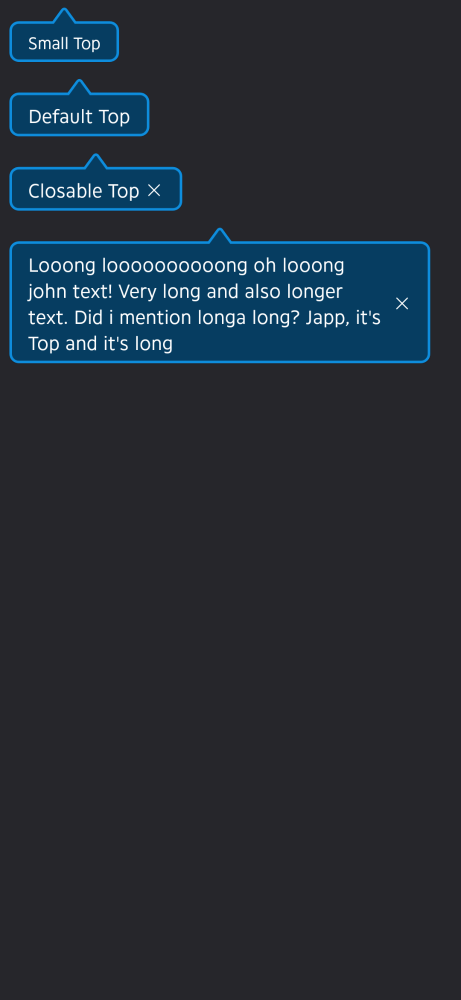 Small Top
Default Top
Closable Top
Looong loooooooooong oh looong
john text! Very long and also longer
text. Did i mention longa long? Japp, it's
Top and it's long